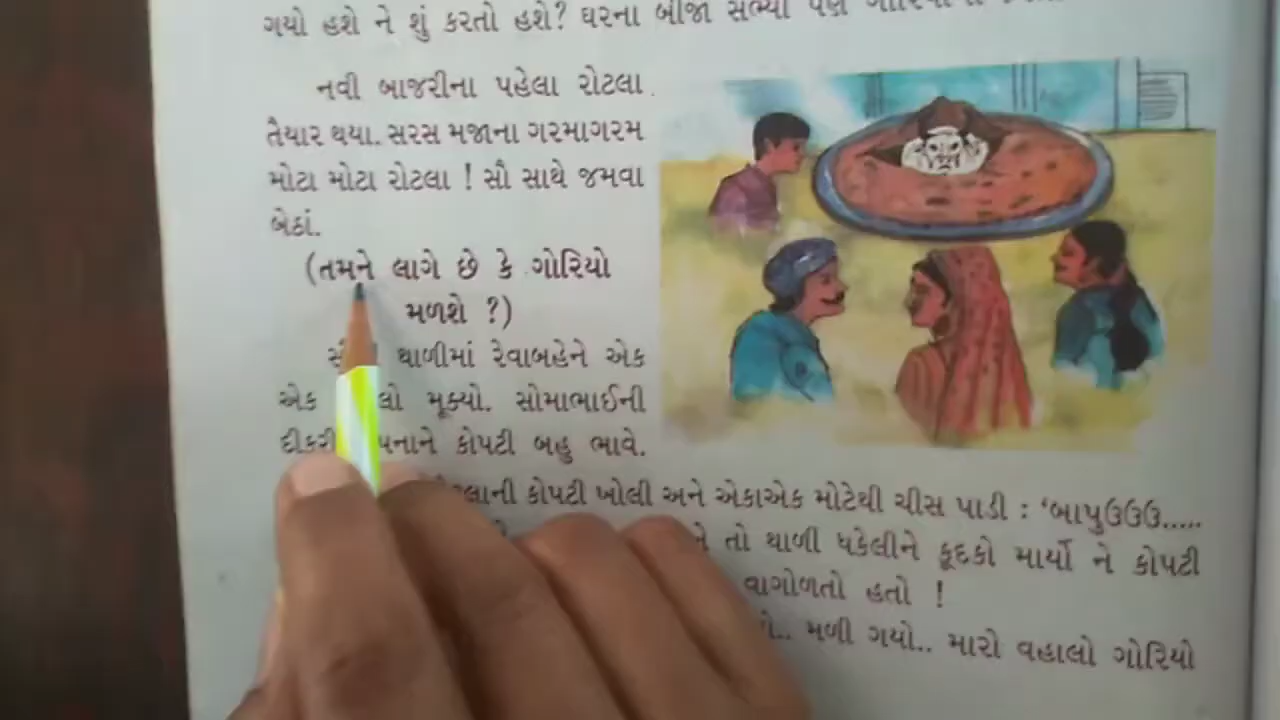 ગયો હશે ને શું કરતો હશે? ઘરના બીજા સભ્યો પણ
નવી બાજરીના પહેલા રોટલા
તૈયાર થયા. સરસ મજાના ગરમાગરમ
મોટા મોટા રોટલા ! સૌ સાથે જમવા
બેઠાં.
(તમને લાગે છે કે ગોરિયો
મળશે ?)
થાળીમાં રેવાબહેને એક
એક મૂક્યો. સોમાભાઈની
દીકરી કોપટી બહુ ભાવે.
કોપટી ખોલી અને એકાએક મોટેથી ચીસ પાડી : ‘બાપુઉઉઉ.....
તો થાળી ધકેલીને કૂદકો માર્યો ને કોપટી
વાગોળતો હતો !
મળી ગયો.. મારો વહાલો ગોરિયો